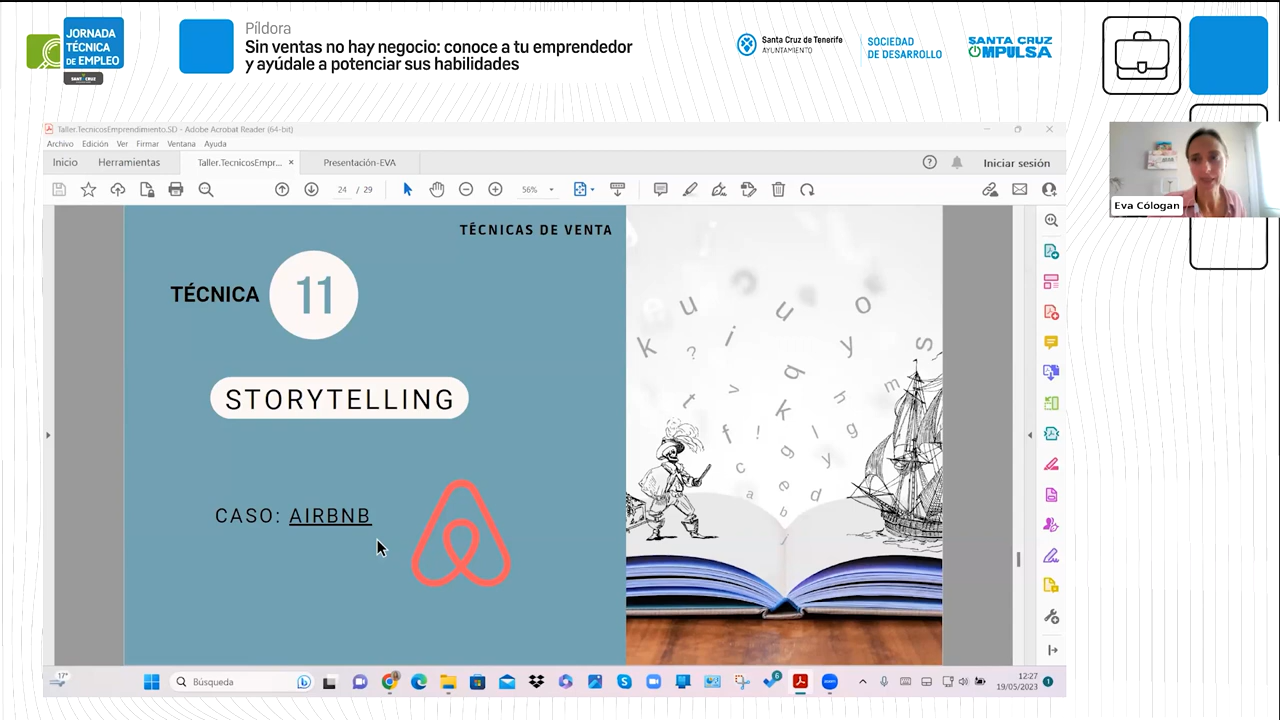 JORNADA
TÉCNICA
DE EMPLEO
Píldora
Sin ventas no hay negocio: conoce a tu emprendedor
y ayúdale a potenciar sus habilidades
Santa Cruz de Tenerife
AYUNTAMIENTO
SOCIEDAD
DE DESARROLLO
SANTA CRUZ
Taller.TecnicosEmprendimiento.SD - Adobe Acrobat Reader (64-bit)
Archivo Edición Ver Firmar Ventana Ayuda
Inicio Herramientas Taller.TecnicosEmpr... × Presentación-EVA Iniciar sesión
24 / 29 56%
Eva Cólogan
TÉCNICAS DE VENTA
TÉCNICA 11
STORYTELLING
CASO: AIRBNB
17°
Búsqueda
12:27
19/05/2023